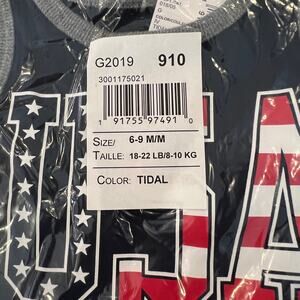 G2019 910
3001175021
1 91755 97491 0
SIZE/ 6-9 M/M
TAILLE: 18-22 LB/8-10 KG
COLOR: TIDAL
USA